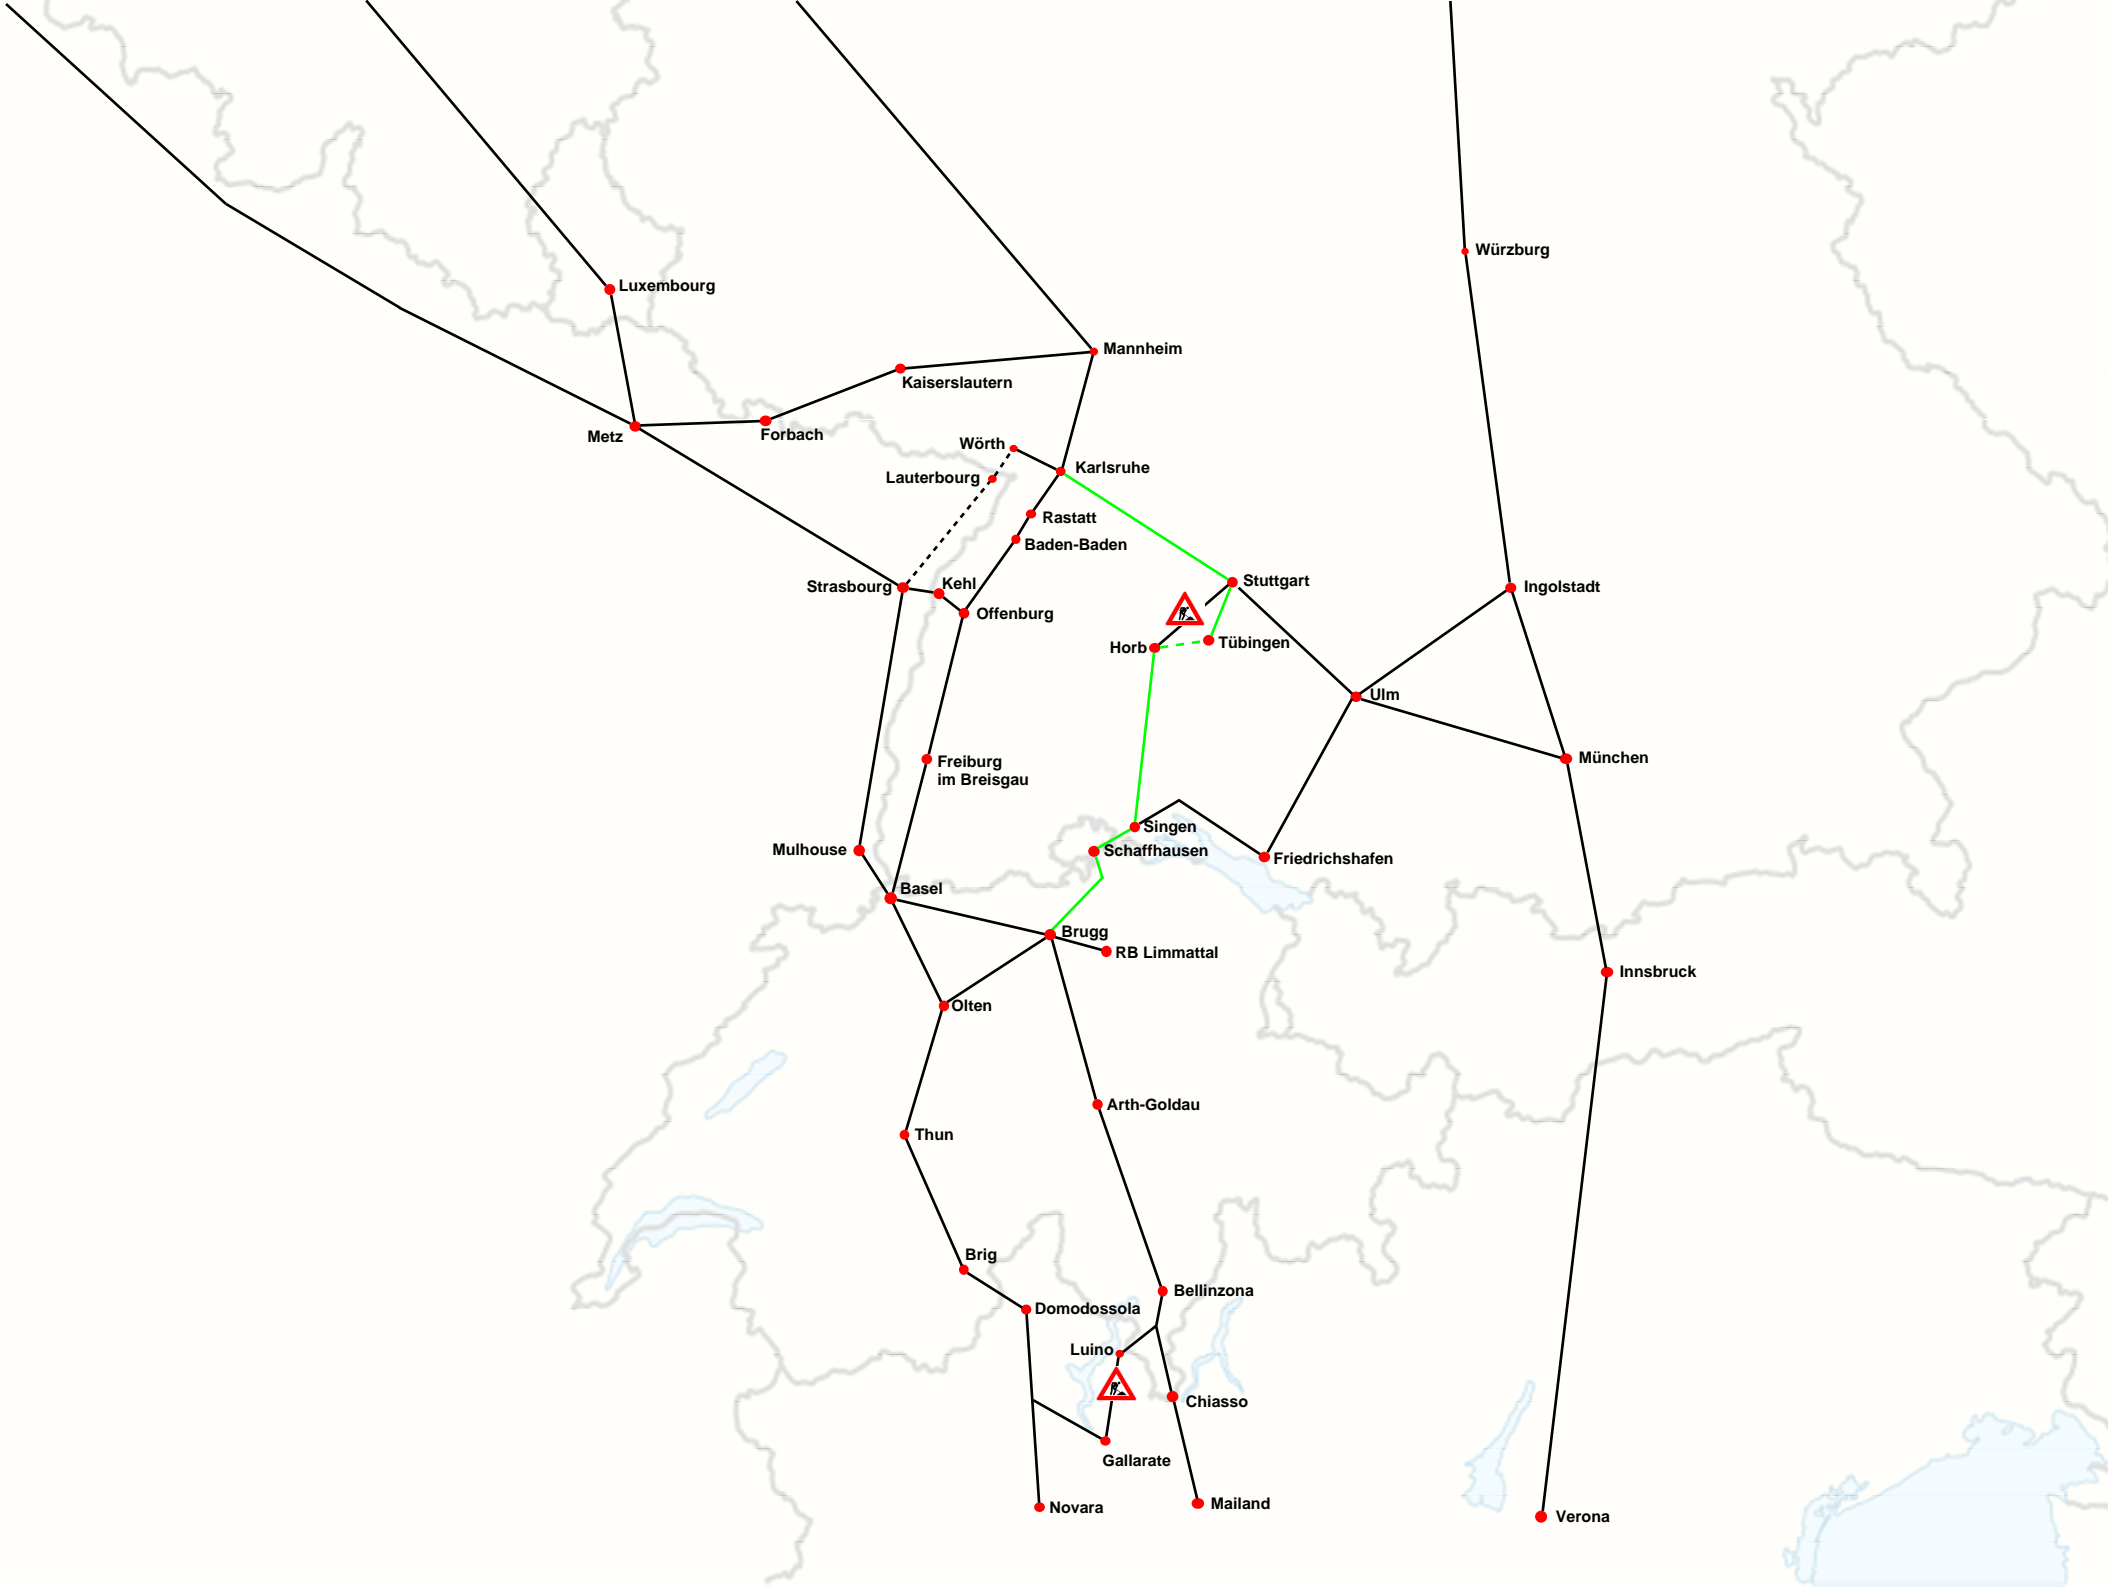 Würzburg
Luxembourg
Mannheim
Kaiserslautern
Forbach
Metz
Wörth
Karlsruhe
Lauterbourg
Rastatt
Baden-Baden
Strasbourg
Kehl
Stuttgart
Ingolstadt
Offenburg
Horb
Tübingen
Ulm
Freiburg
im Breisgau
München
Singen
Mulhouse
Schaffhausen
Friedrichshafen
Basel
Brugg
RB Limmattal
Innsbruck
Olten
Arth-Goldau
Thun
Brig
Bellinzona
Domodossola
Luino
Chiasso
Gallarate
Novara
Mailand
Verona